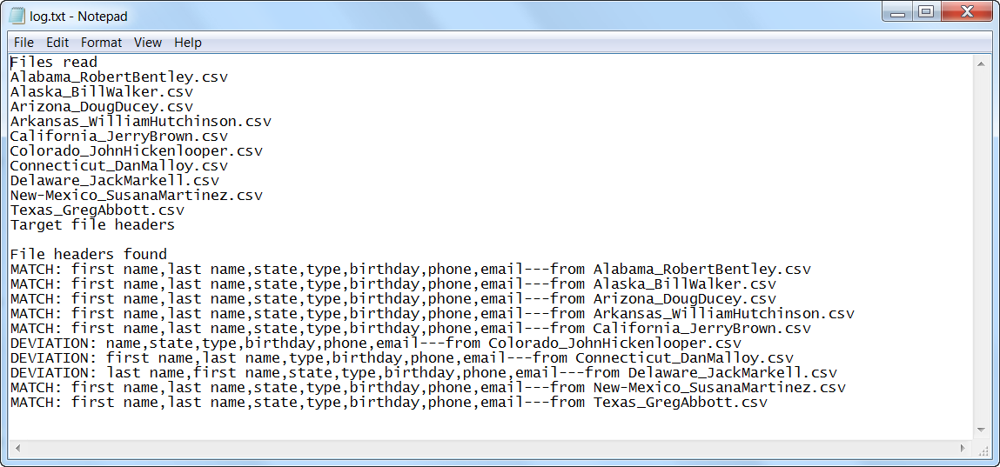 log.txt - Notepad
File Edit Format View Help
Files read
Alabama_RobertBentley.csv
Alaska_BillWalker.csv
Arizona_DougDucey.csv
Arkansas_WilliamHutchinson.csv
California_JerryBrown.csv
Colorado_JohnHickenlooper.csv
Connecticut_DanMalloy.csv
Delaware_JackMarkell.csv
New-Mexico_SusanaMartinez.csv
Texas_GregAbbott.csv
Target file headers

File headers found
MATCH: first name,last name,state,type,birthday,phone,email---from Alabama_RobertBentley.csv
MATCH: first name,last name,state,type,birthday,phone,email---from Alaska_BillWalker.csv
MATCH: first name,last name,state,type,birthday,phone,email---from Arizona_DougDucey.csv
MATCH: first name,last name,state,type,birthday,phone,email---from Arkansas_WilliamHutchinson.csv
MATCH: first name,last name,state,type,birthday,phone,email---from California_JerryBrown.csv
DEVIATION: name,state,type,birthday,phone,email---from Colorado_JohnHickenlooper.csv
DEVIATION: first name,last name,type,birthday,phone,email---from Connecticut_DanMalloy.csv
DEVIATION: last name,first name,state,type,birthday,phone,email---from Delaware_JackMarkell.csv
MATCH: first name,last name,state,type,birthday,phone,email---from New-Mexico_SusanaMartinez.csv
MATCH: first name,last name,state,type,birthday,phone,email---from Texas_GregAbbott.csv